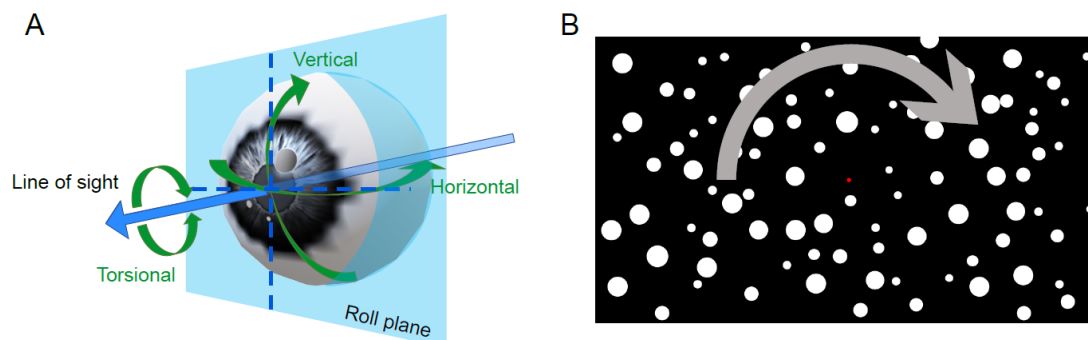 A
B
Vertical
Line of sight
Horizontal
Torsional
Roll plane